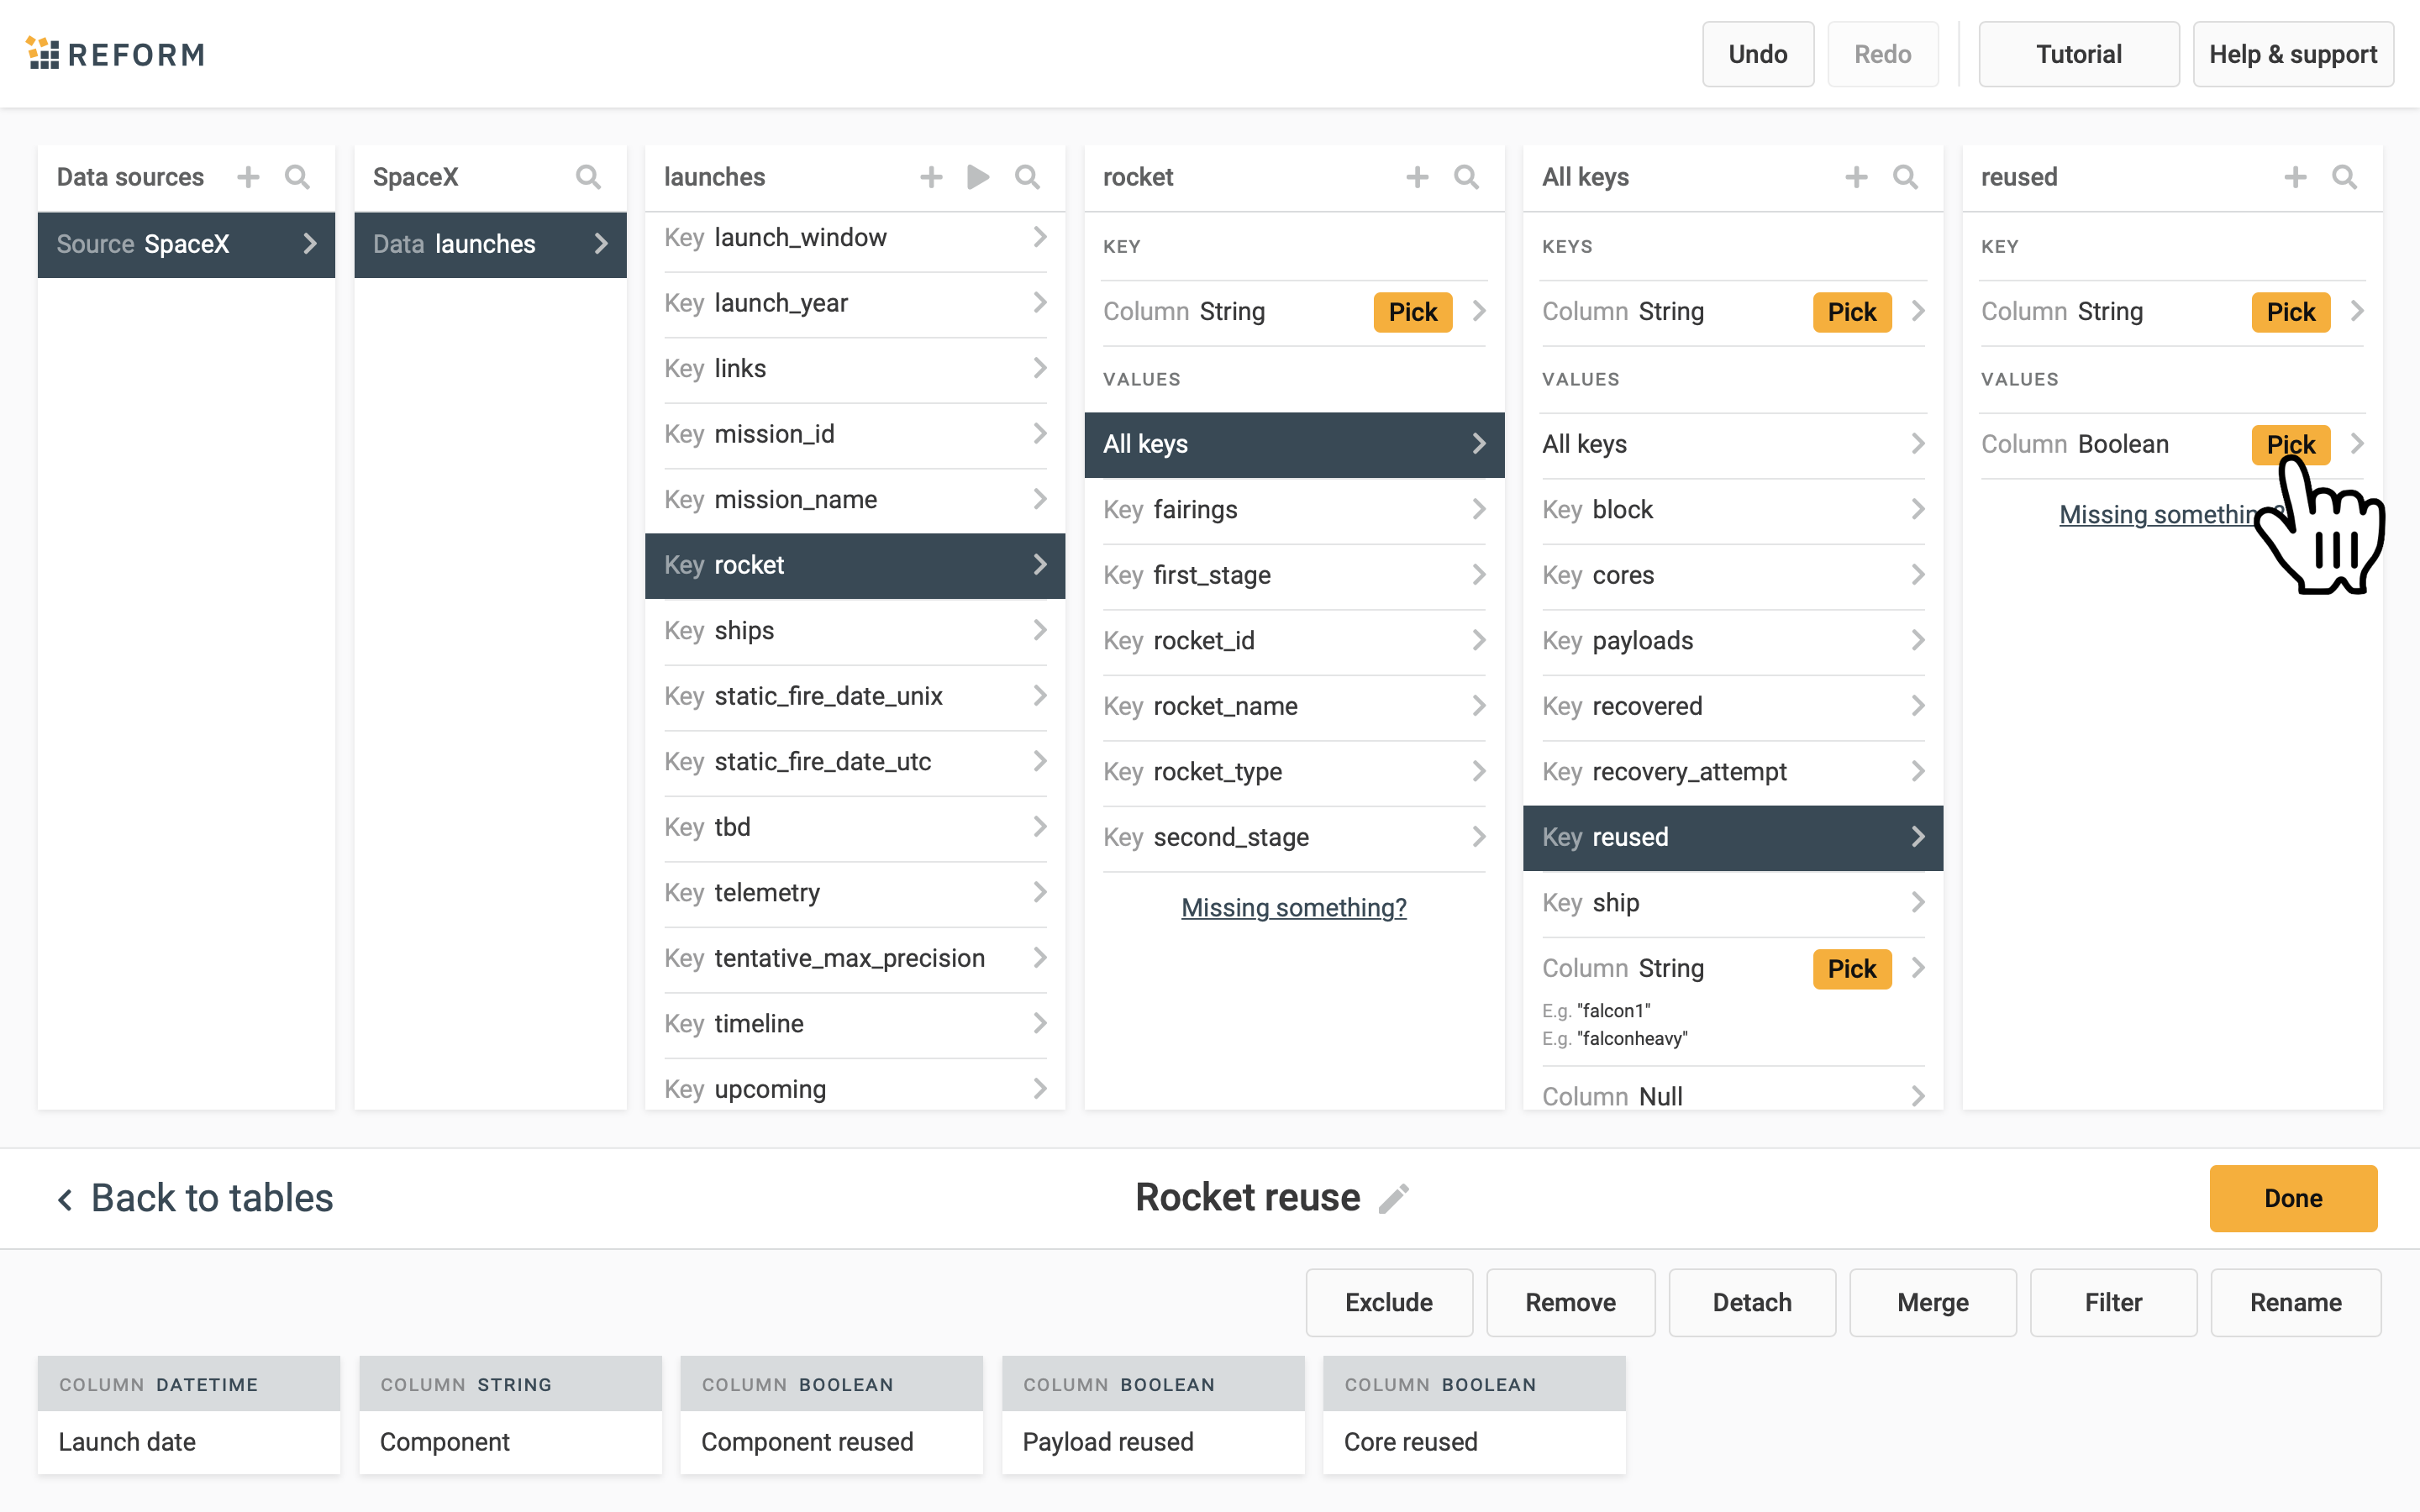 REFORM
Undo
Redo
Tutorial
Help & support
Data sources
Source SpaceX
SpaceX
Data launches
launches
Key launch_window
Key launch_year
Key links
Key mission_id
Key mission_name
Key rocket
Key ships
Key static_fire_date_unix
Key static_fire_date_utc
Key tbd
Key telemetry
Key tentative_max_precision
Key timeline
Key upcoming
rocket
KEY
Column String Pick
VALUES
All keys
Key fairings
Key first_stage
Key rocket_id
Key rocket_name
Key rocket_type
Key second_stage
Missing something?
All keys
KEYS
Column String Pick
VALUES
All keys
Key block
Key cores
Key payloads
Key recovered
Key recovery_attempt
Key reused
Key ship
Column String Pick
E.g. "falcon1"
E.g. "falconheavy"
Column Null
reused
KEY
Column String Pick
VALUES
Column Boolean Pick
Missing something?
Back to tables
Rocket reuse
Done
Exclude
Remove
Detach
Merge
Filter
Rename
COLUMN DATETIME
Launch date
COLUMN STRING
Component
COLUMN BOOLEAN
Component reused
COLUMN BOOLEAN
Payload reused
COLUMN BOOLEAN
Core reused